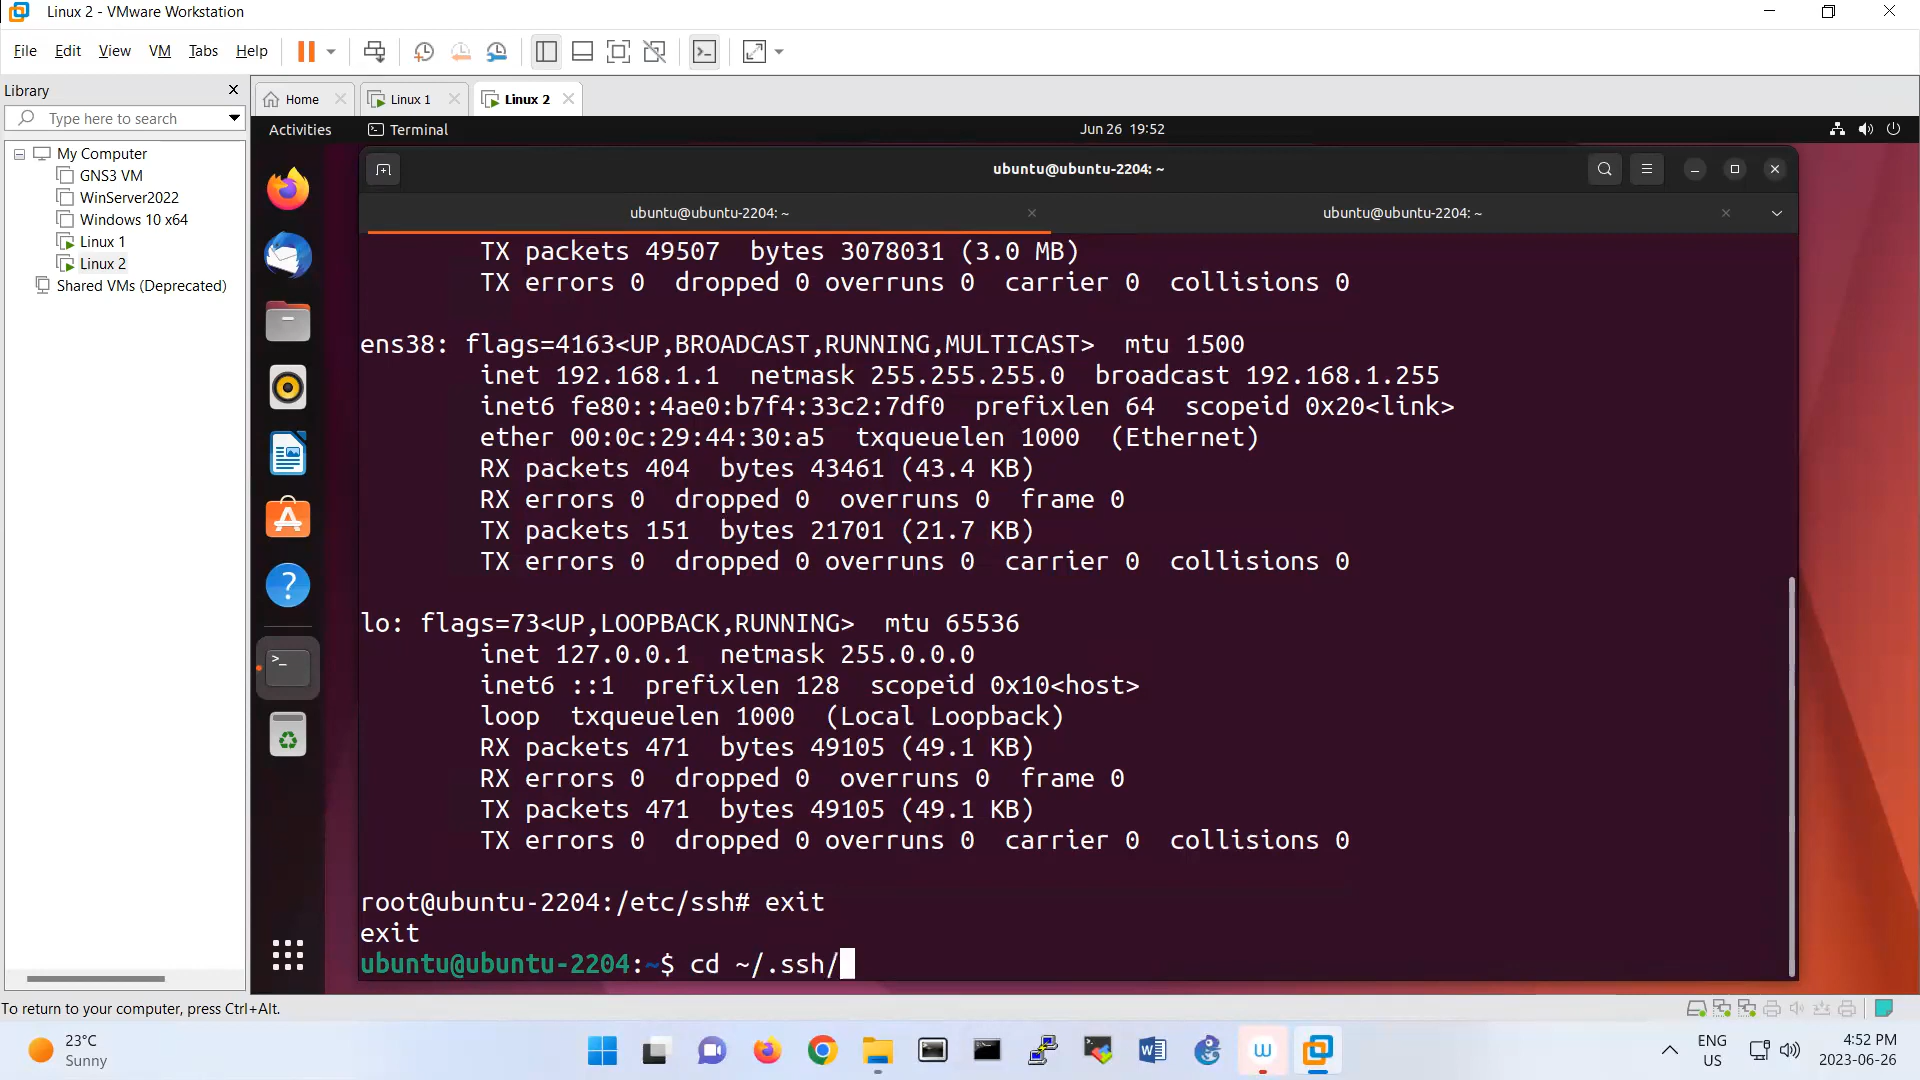 Linux 2 - VMware Workstation
File Edit View VM Tabs Help
Library
Type here to search
My Computer
GNS3 VM
WinServer2022
Windows 10 x64
Linux 1
Linux 2
Shared VMs (Deprecated)
Home
Linux 1
Linux 2
Activities Terminal Jun 26 19:52
ubuntu@ubuntu-2204: ~
ubuntu@ubuntu-2204: ~ ubuntu@ubuntu-2204: ~
TX packets 49507 bytes 3078031 (3.0 MB)
TX errors 0 dropped 0 overruns 0 carrier 0 collisions 0
ens38: flags=4163<UP,BROADCAST,RUNNING,MULTICAST> mtu 1500
inet 192.168.1.1 netmask 255.255.255.0 broadcast 192.168.1.255
inet6 fe80::4ae0:b7f4:33c2:7df0 prefixlen 64 scopeid 0x20<link>
ether 00:0c:29:44:30:a5 txqueuelen 1000 (Ethernet)
RX packets 404 bytes 43461 (43.4 KB)
RX errors 0 dropped 0 overruns 0 frame 0
TX packets 151 bytes 21701 (21.7 KB)
TX errors 0 dropped 0 overruns 0 carrier 0 collisions 0
lo: flags=73<UP,LOOPBACK,RUNNING> mtu 65536
inet 127.0.0.1 netmask 255.0.0.0
inet6 ::1 prefixlen 128 scopeid 0x10<host>
loop txqueuelen 1000 (Local Loopback)
RX packets 471 bytes 49105 (49.1 KB)
RX errors 0 dropped 0 overruns 0 frame 0
TX packets 471 bytes 49105 (49.1 KB)
TX errors 0 dropped 0 overruns 0 carrier 0 collisions 0
root@ubuntu-2204:/etc/ssh# exit
exit
ubuntu@ubuntu-2204:~$ cd ~/.ssh/
To return to your computer, press Ctrl+Alt.
23°C
Sunny
ENG
US
4:52 PM
2023-06-26